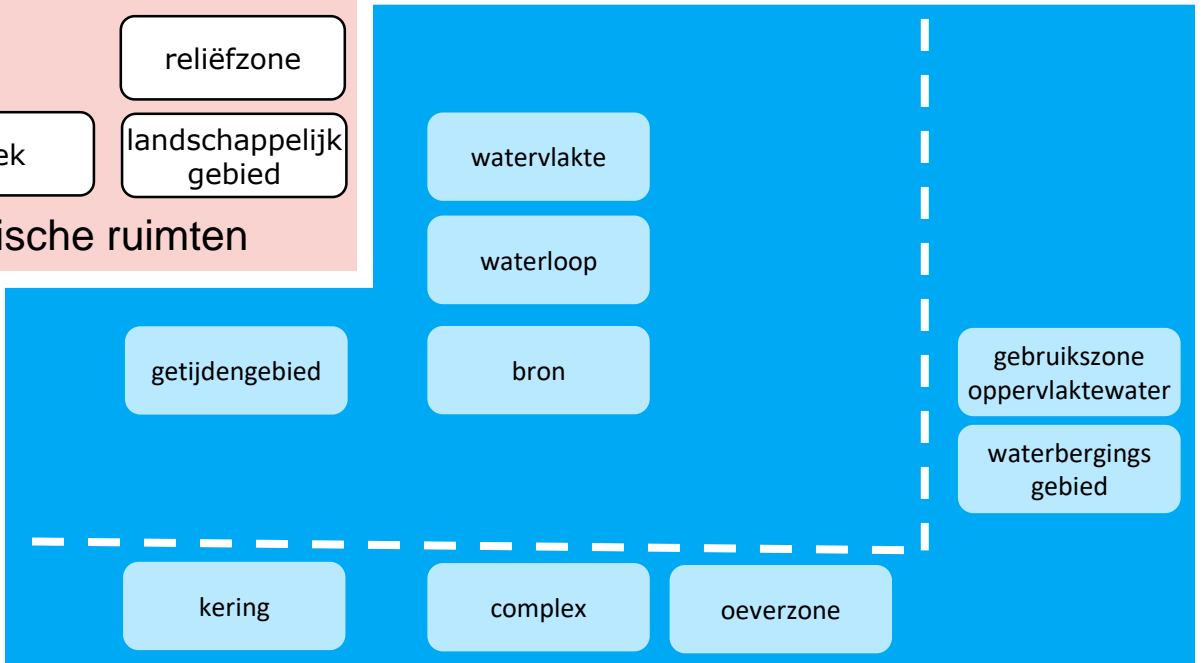 reliëfzone
ek
landschappelijk
gebied
ische ruimten
watervlakte
waterloop
getijdengebied
bron
gebruikszone
oppervlaktewater
waterbergings
gebied
kering
complex
oeverzone